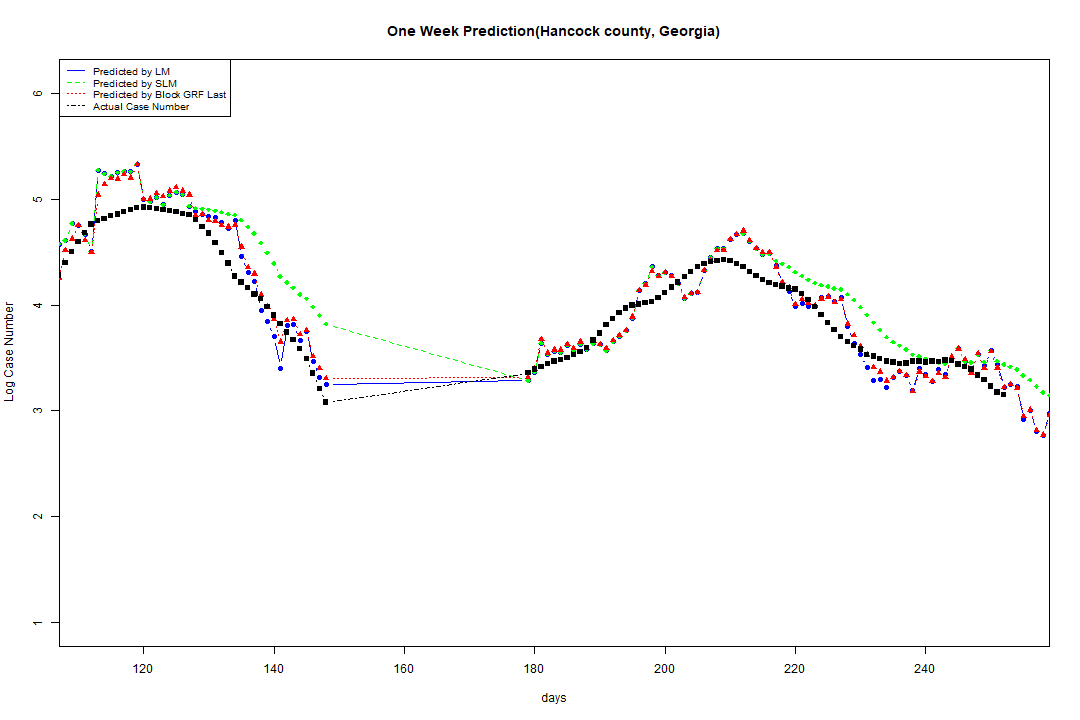 One Week Prediction(Hancock county, Georgia)
Predicted by LM
Predicted by SLM
Predicted by Block GRF Last
Actual Case Number
6
5
4
3
2
1
Log Case Number
120 140 160 180 200 220 240
days